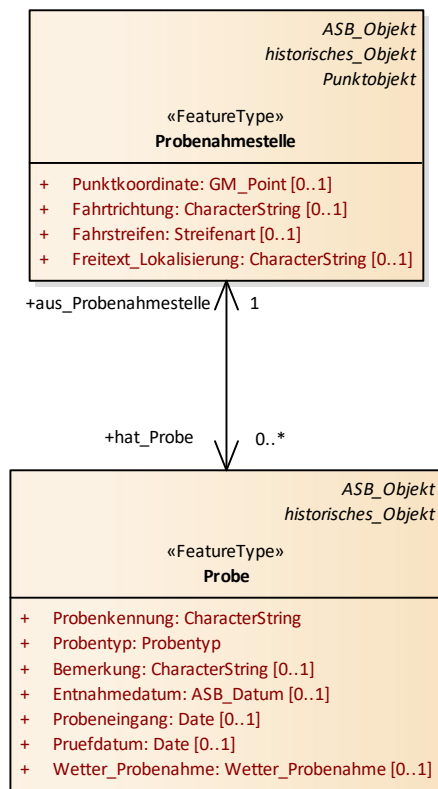 ASB_Objekt
historisches_Objekt
Punktobjekt
«FeatureType»
Probenahmestelle
+ Punktkoordinate: GM_Point [0..1]
+ Fahrtrichtung: CharacterString [0..1]
+ Fahrstreifen: Streifenart [0..1]
+ Freitext_Lokalisierung: CharacterString [0..1]
+aus_Probenahmestelle 1
+hat_Probe 0..*
ASB_Objekt
historisches_Objekt
«FeatureType»
Probe
+ Probenkennung: CharacterString
+ Probentyp: Probentyp
+ Bemerkung: CharacterString [0..1]
+ Entnahmedatum: ASB_Datum [0..1]
+ Probeneingang: Date [0..1]
+ Pruefdatum: Date [0..1]
+ Wetter_Probenahme: Wetter_Probenahme [0..1]